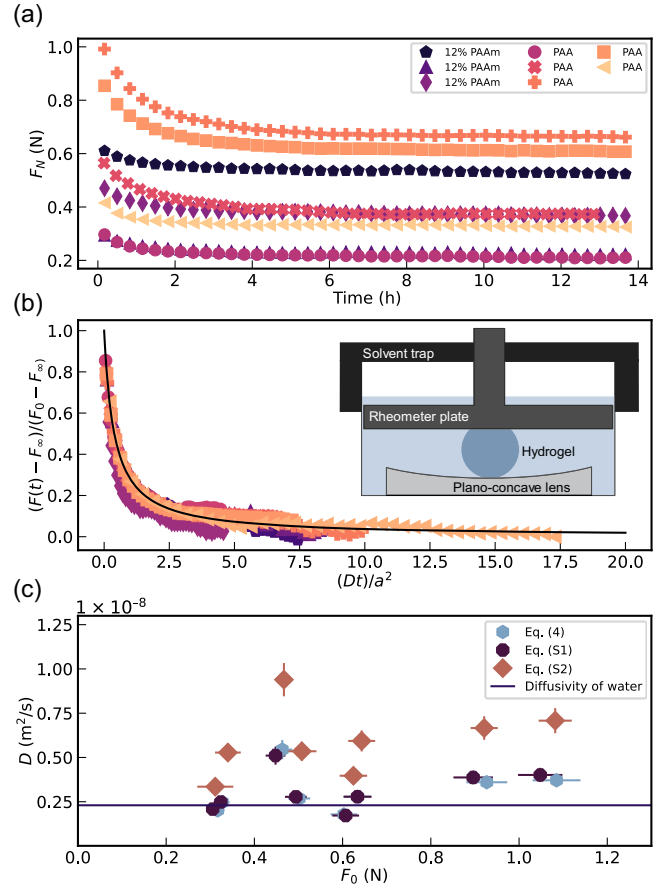 (a)
1.0
0.8
0.6
0.4
0.2
F_N (N)
12% PAAm
12% PAAm
12% PAAm
PAA
PAA
PAA
PAA
PAA
0 2 4 6 8 10 12 14
Time (h)
(b)
1.0
0.8
0.6
0.4
0.2
0.0
(F(t) − F_∞)/(F_0 − F_∞)
Solvent trap
Rheometer plate
Hydrogel
Plano-concave lens
0.0 2.5 5.0 7.5 10.0 12.5 15.0 17.5 20.0
(Dt)/a²
(c)
1 × 10⁻⁸
1.25
1.00
0.75
0.50
0.25
D (m²/s)
Eq. (4)
Eq. (S1)
Eq. (S2)
Diffusivity of water
0.0 0.2 0.4 0.6 0.8 1.0 1.2
F_0 (N)